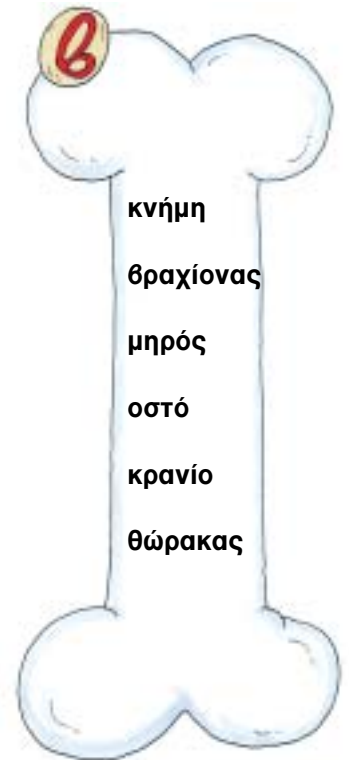 β
κνήμη
βραχίονας
μηρός
οστό
κρανίο
θώρακας